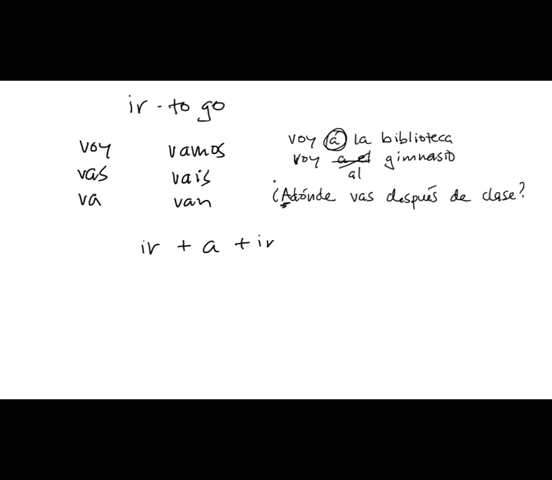 ir - to go
voy vamos
vas vais
va van
voy a la biblioteca
voy a el gimnasio
al
¿Adónde vas después de clase?
ir + a + ir